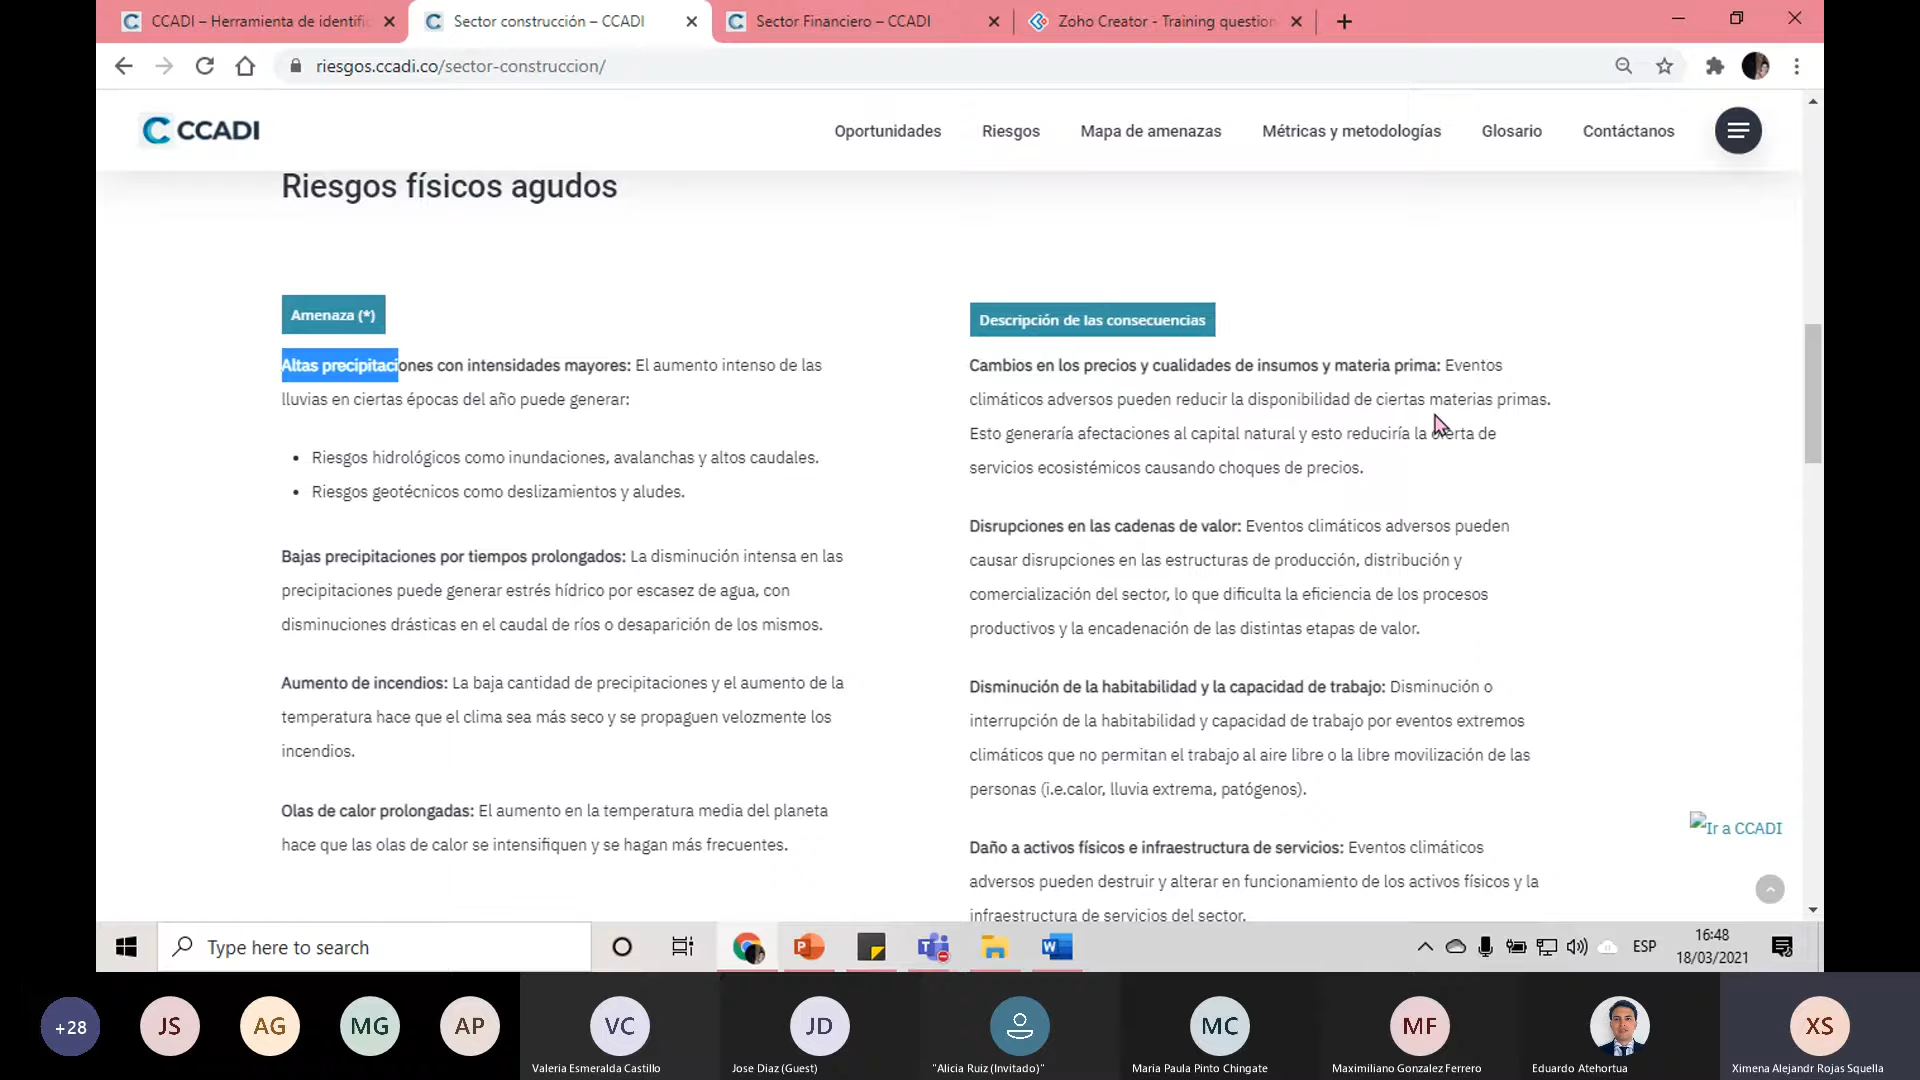 CCADI – Herramienta de identific
Sector construcción – CCADI
Sector Financiero – CCADI
Zoho Creator - Training question
riesgos.ccadi.co/sector-construccion/
CCADI
Oportunidades
Riesgos
Mapa de amenazas
Métricas y metodologías
Glosario
Contáctanos
Riesgos físicos agudos
Amenaza (*)
Altas precipitaciones con intensidades mayores: El aumento intenso de las
lluvias en ciertas épocas del año puede generar:
• Riesgos hidrológicos como inundaciones, avalanchas y altos caudales.
• Riesgos geotécnicos como deslizamientos y aludes.
Bajas precipitaciones por tiempos prolongados: La disminución intensa en las
precipitaciones puede generar estrés hídrico por escasez de agua, con
disminuciones drásticas en el caudal de ríos o desaparición de los mismos.
Aumento de incendios: La baja cantidad de precipitaciones y el aumento de la
temperatura hace que el clima sea más seco y se propaguen velozmente los
incendios.
Olas de calor prolongadas: El aumento en la temperatura media del planeta
hace que las olas de calor se intensifiquen y se hagan más frecuentes.
Descripción de las consecuencias
Cambios en los precios y cualidades de insumos y materia prima: Eventos
climáticos adversos pueden reducir la disponibilidad de ciertas materias primas.
Esto generaría afectaciones al capital natural y esto reduciría la oferta de
servicios ecosistémicos causando choques de precios.
Disrupciones en las cadenas de valor: Eventos climáticos adversos pueden
causar disrupciones en las estructuras de producción, distribución y
comercialización del sector, lo que dificulta la eficiencia de los procesos
productivos y la encadenación de las distintas etapas de valor.
Disminución de la habitabilidad y la capacidad de trabajo: Disminución o
interrupción de la habitabilidad y capacidad de trabajo por eventos extremos
climáticos que no permitan el trabajo al aire libre o la libre movilización de las
personas (i.e.calor, lluvia extrema, patógenos).
Daño a activos físicos e infraestructura de servicios: Eventos climáticos
adversos pueden destruir y alterar en funcionamiento de los activos físicos y la
infraestructura de servicios del sector.
Ir a CCADI
Type here to search
ESP
16:48
18/03/2021
+28
JS
AG
MG
AP
VC
Valeria Esmeralda Castillo
JD
Jose Diaz (Guest)
"Alicia Ruiz (Invitado)"
MC
Maria Paula Pinto Chingate
MF
Maximiliano Gonzalez Ferrero
Eduardo Atehortua
XS
Ximena Alejandr Rojas Squella